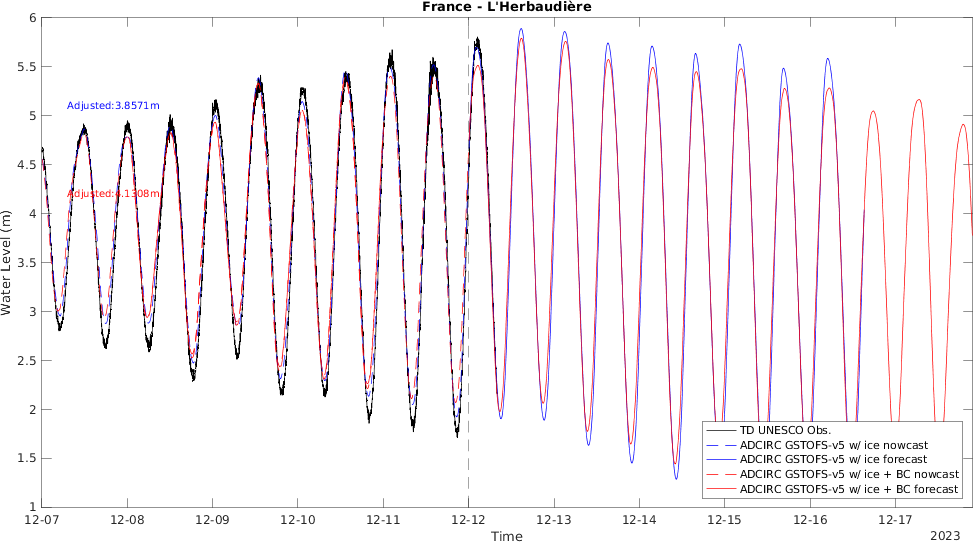 France - L'Herbaudière
6
5.5
5
4.5
4
3.5
3
2.5
2
1.5
1
Water Level (m)
Adjusted:3.8571m
Adjusted:4.1308m
TD UNESCO Obs.
ADCIRC GSTOFS-v5 w/ ice nowcast
ADCIRC GSTOFS-v5 w/ ice forecast
ADCIRC GSTOFS-v5 w/ ice + BC nowcast
ADCIRC GSTOFS-v5 w/ ice + BC forecast
12-07 12-08 12-09 12-10 12-11 12-12 12-13 12-14 12-15 12-16 12-17
Time
2023